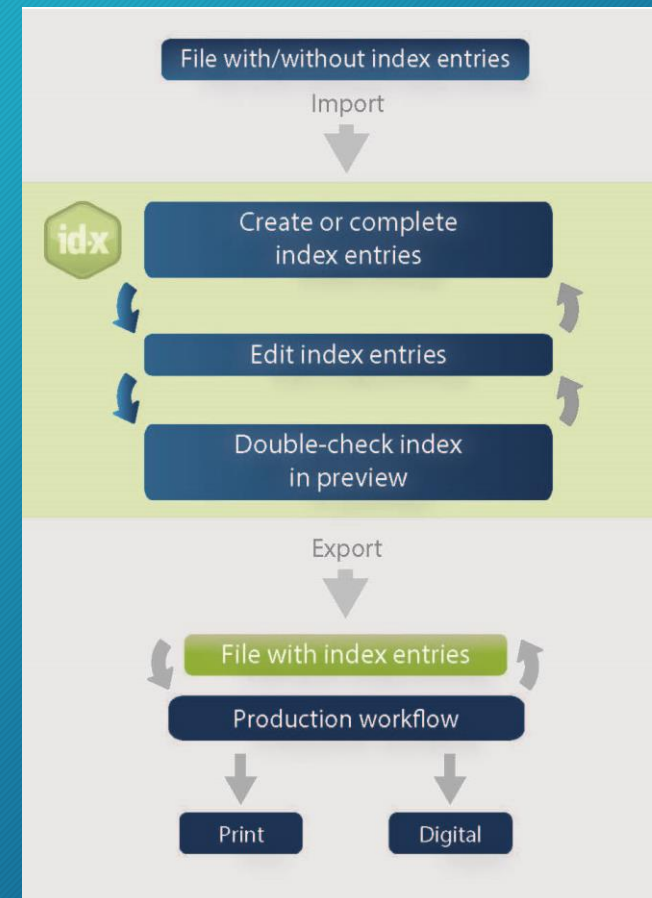 File with/without index entries
Import
id·x
Create or complete
index entries
Edit index entries
Double-check index
in preview
Export
File with index entries
Production workflow
Print
Digital